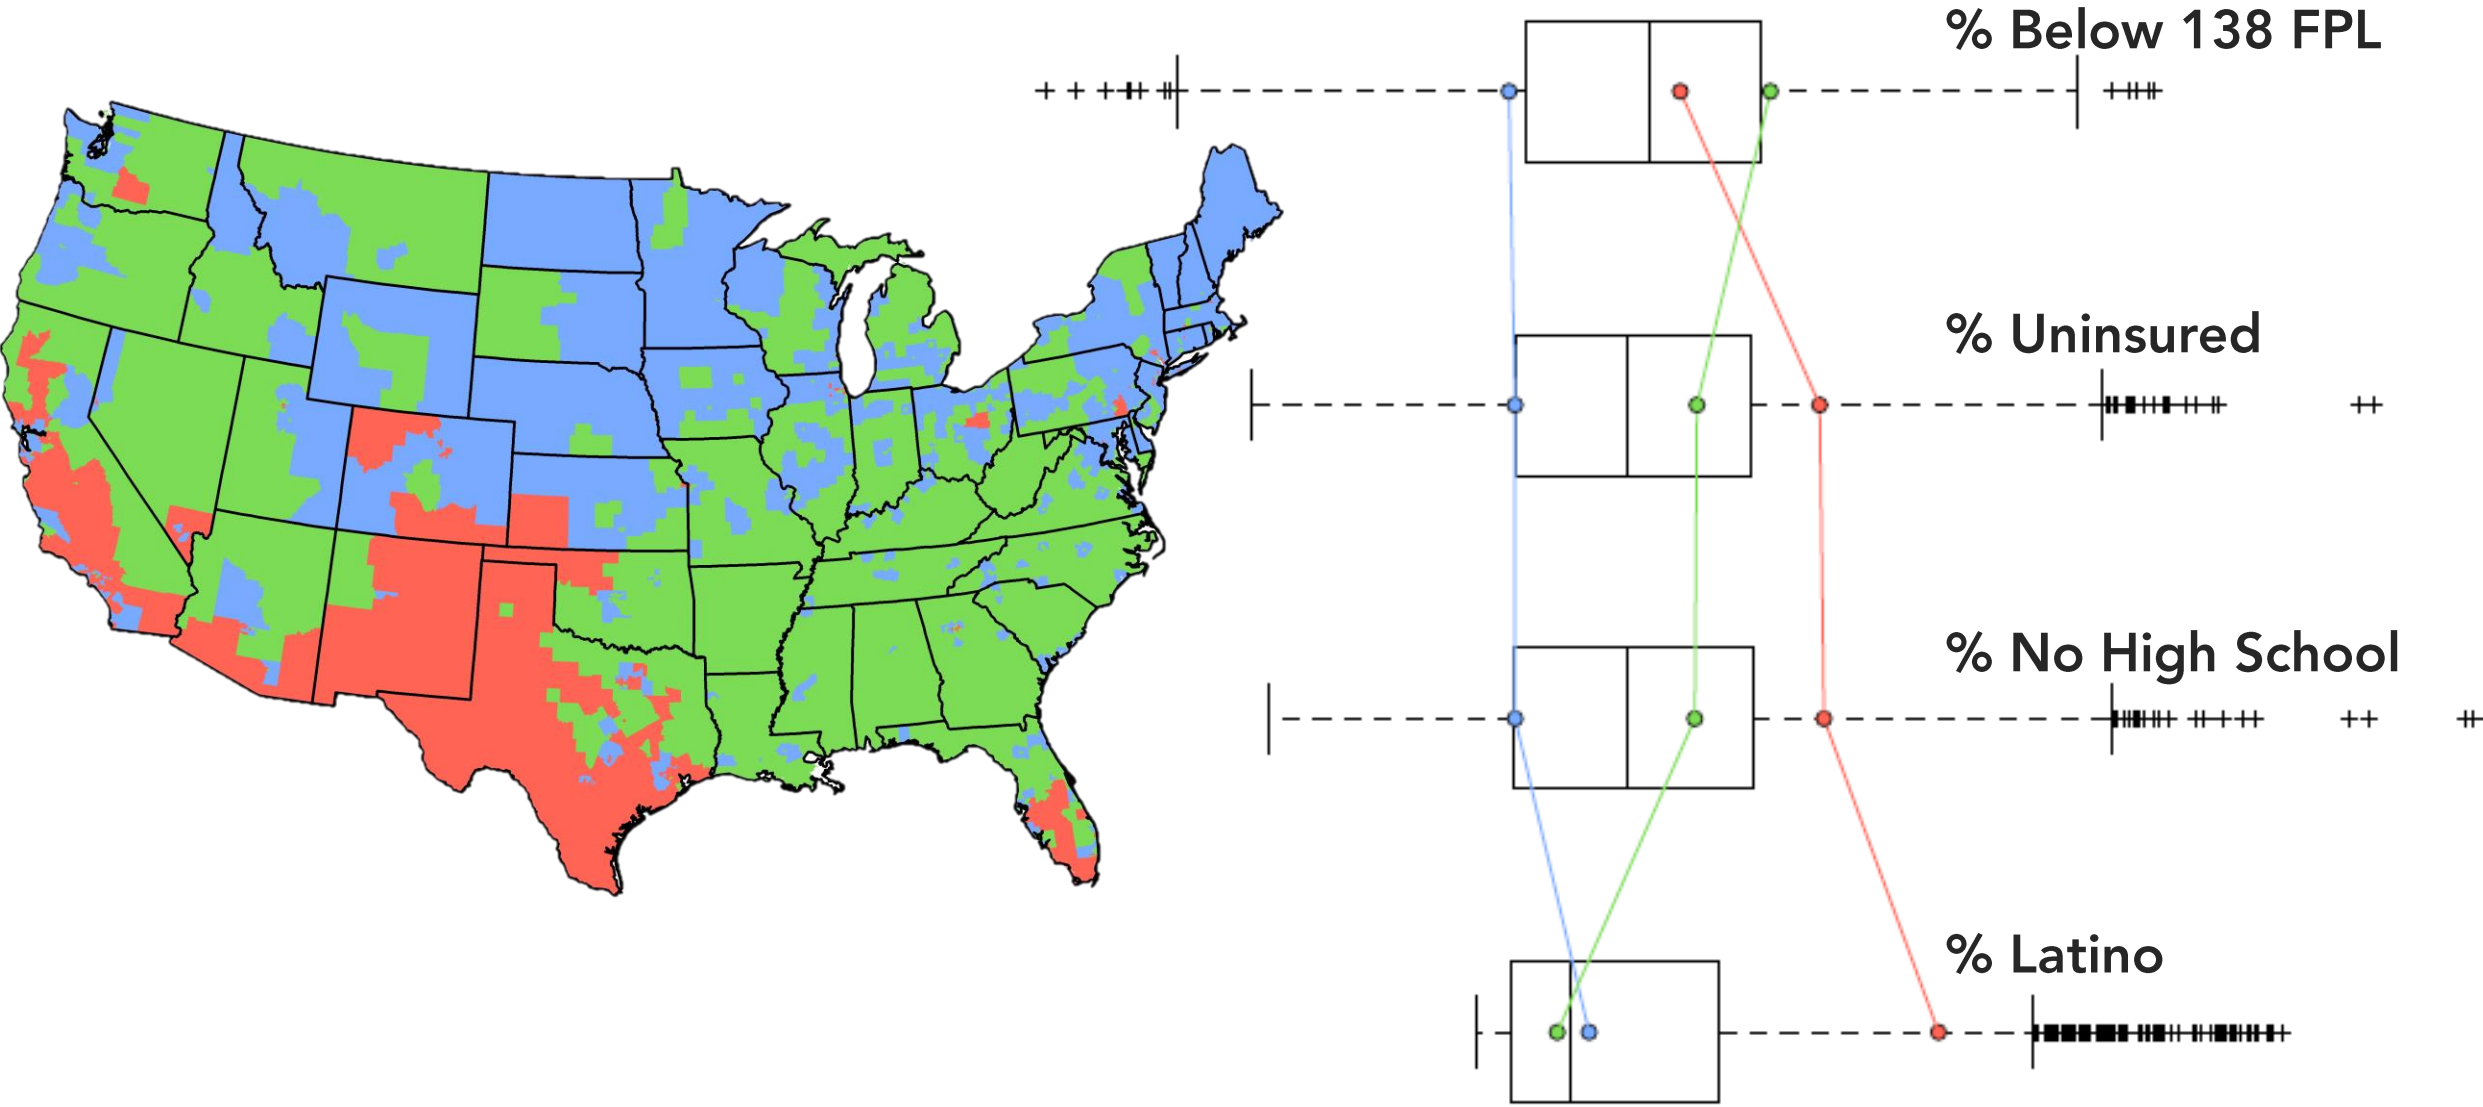 % Below 138 FPL
% Uninsured
% No High School
% Latino